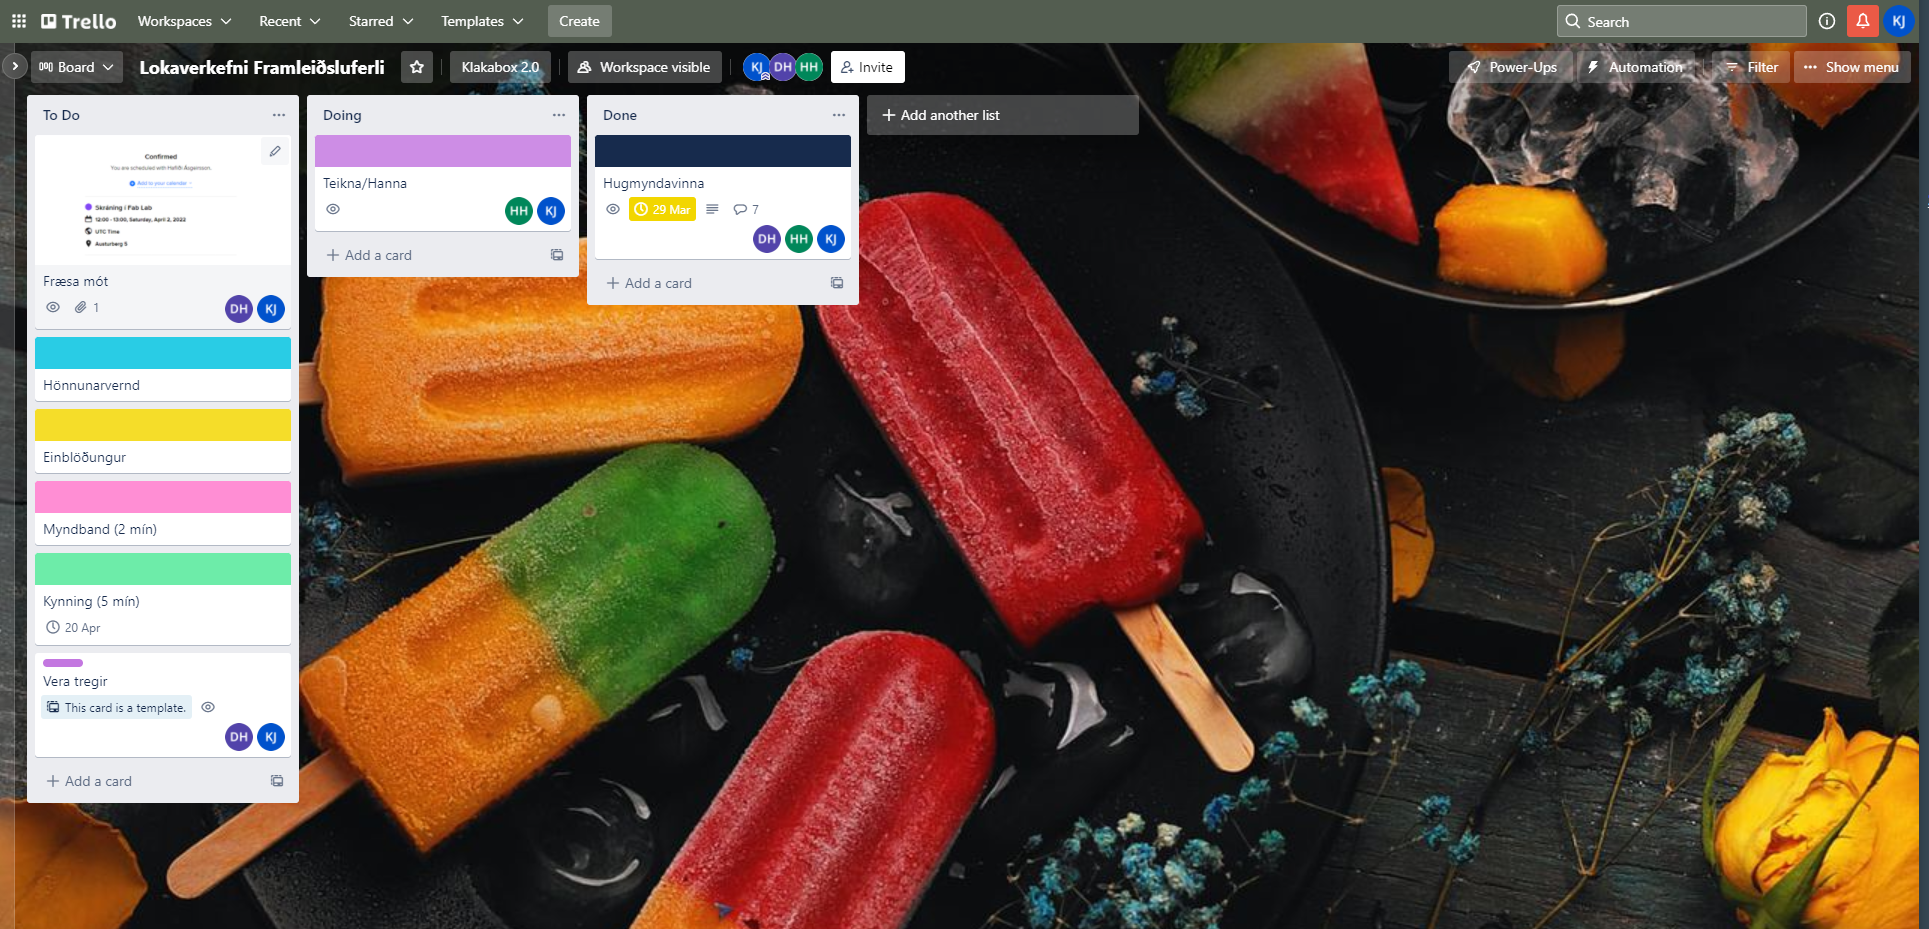 Trello
Workspaces
Recent
Starred
Templates
Create
Search
KJ
Board
Lokaverkefni Framleiðsluferli
Klakabox 2.0
Workspace visible
KJ DH HH
Invite
Power-Ups
Automation
Filter
Show menu
To Do
Confirmed
You are scheduled with Hafliði Ásgeirsson.
Add to your calendar
Skráning í Fab Lab
12:00 - 13:00, Saturday, April 2, 2022
UTC Time
Austurberg 5
Fræsa mót
1
DH KJ
Hönnunarvernd
Einblöðungur
Myndband (2 mín)
Kynning (5 mín)
20 Apr
Vera tregir
This card is a template.
DH KJ
+ Add a card
Doing
Teikna/Hanna
HH KJ
+ Add a card
Done
Hugmyndavinna
29 Mar
7
DH HH KJ
+ Add a card
+ Add another list